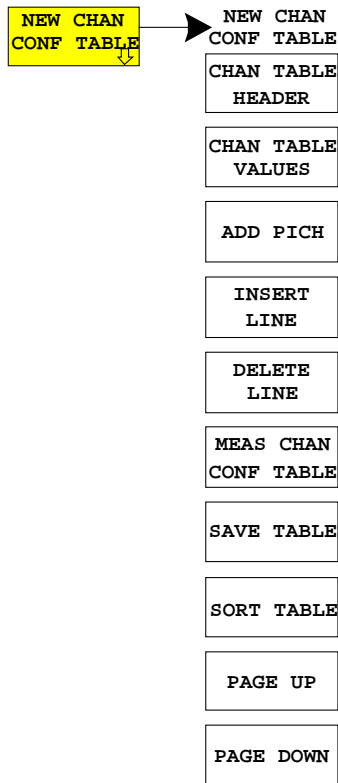 NEW CHAN
CONF TABLE
NEW CHAN
CONF TABLE
CHAN TABLE
HEADER
CHAN TABLE
VALUES
ADD PICH
INSERT
LINE
DELETE
LINE
MEAS CHAN
CONF TABLE
SAVE TABLE
SORT TABLE
PAGE UP
PAGE DOWN